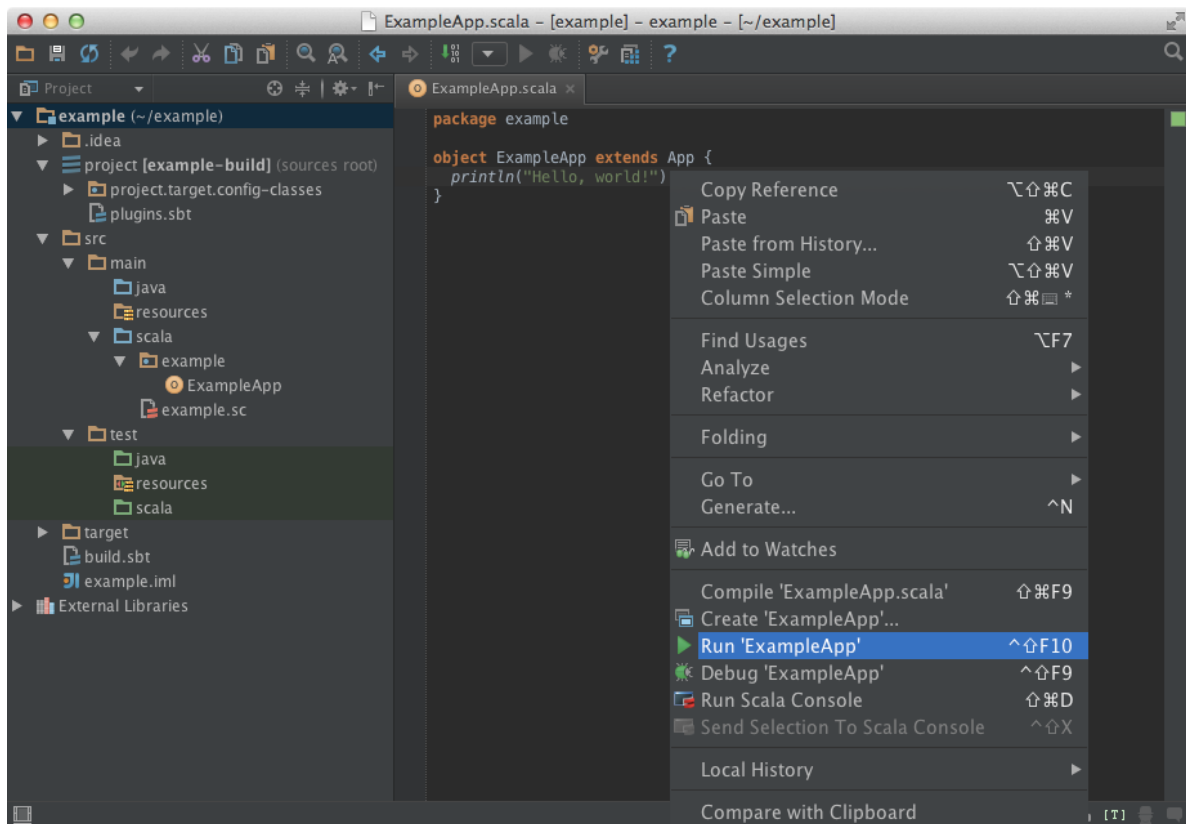 ExampleApp.scala – [example] – example – [~/example]
Project
ExampleApp.scala
example (~/example)
.idea
project [example-build] (sources root)
project.target.config-classes
plugins.sbt
src
main
java
resources
scala
example
ExampleApp
example.sc
test
java
resources
scala
target
build.sbt
example.iml
External Libraries
package example
object ExampleApp extends App {
println("Hello, world!")
}
Copy Reference ⌥⇧⌘C
Paste ⌘V
Paste from History... ⇧⌘V
Paste Simple ⌥⇧⌘V
Column Selection Mode ⇧⌘⌨ *
Find Usages ⌥F7
Analyze
Refactor
Folding
Go To
Generate... ^N
Add to Watches
Compile 'ExampleApp.scala' ⇧⌘F9
Create 'ExampleApp'...
Run 'ExampleApp' ^⇧F10
Debug 'ExampleApp' ^⇧F9
Run Scala Console ⇧⌘D
Send Selection To Scala Console ^⇧X
Local History
Compare with Clipboard
[T]